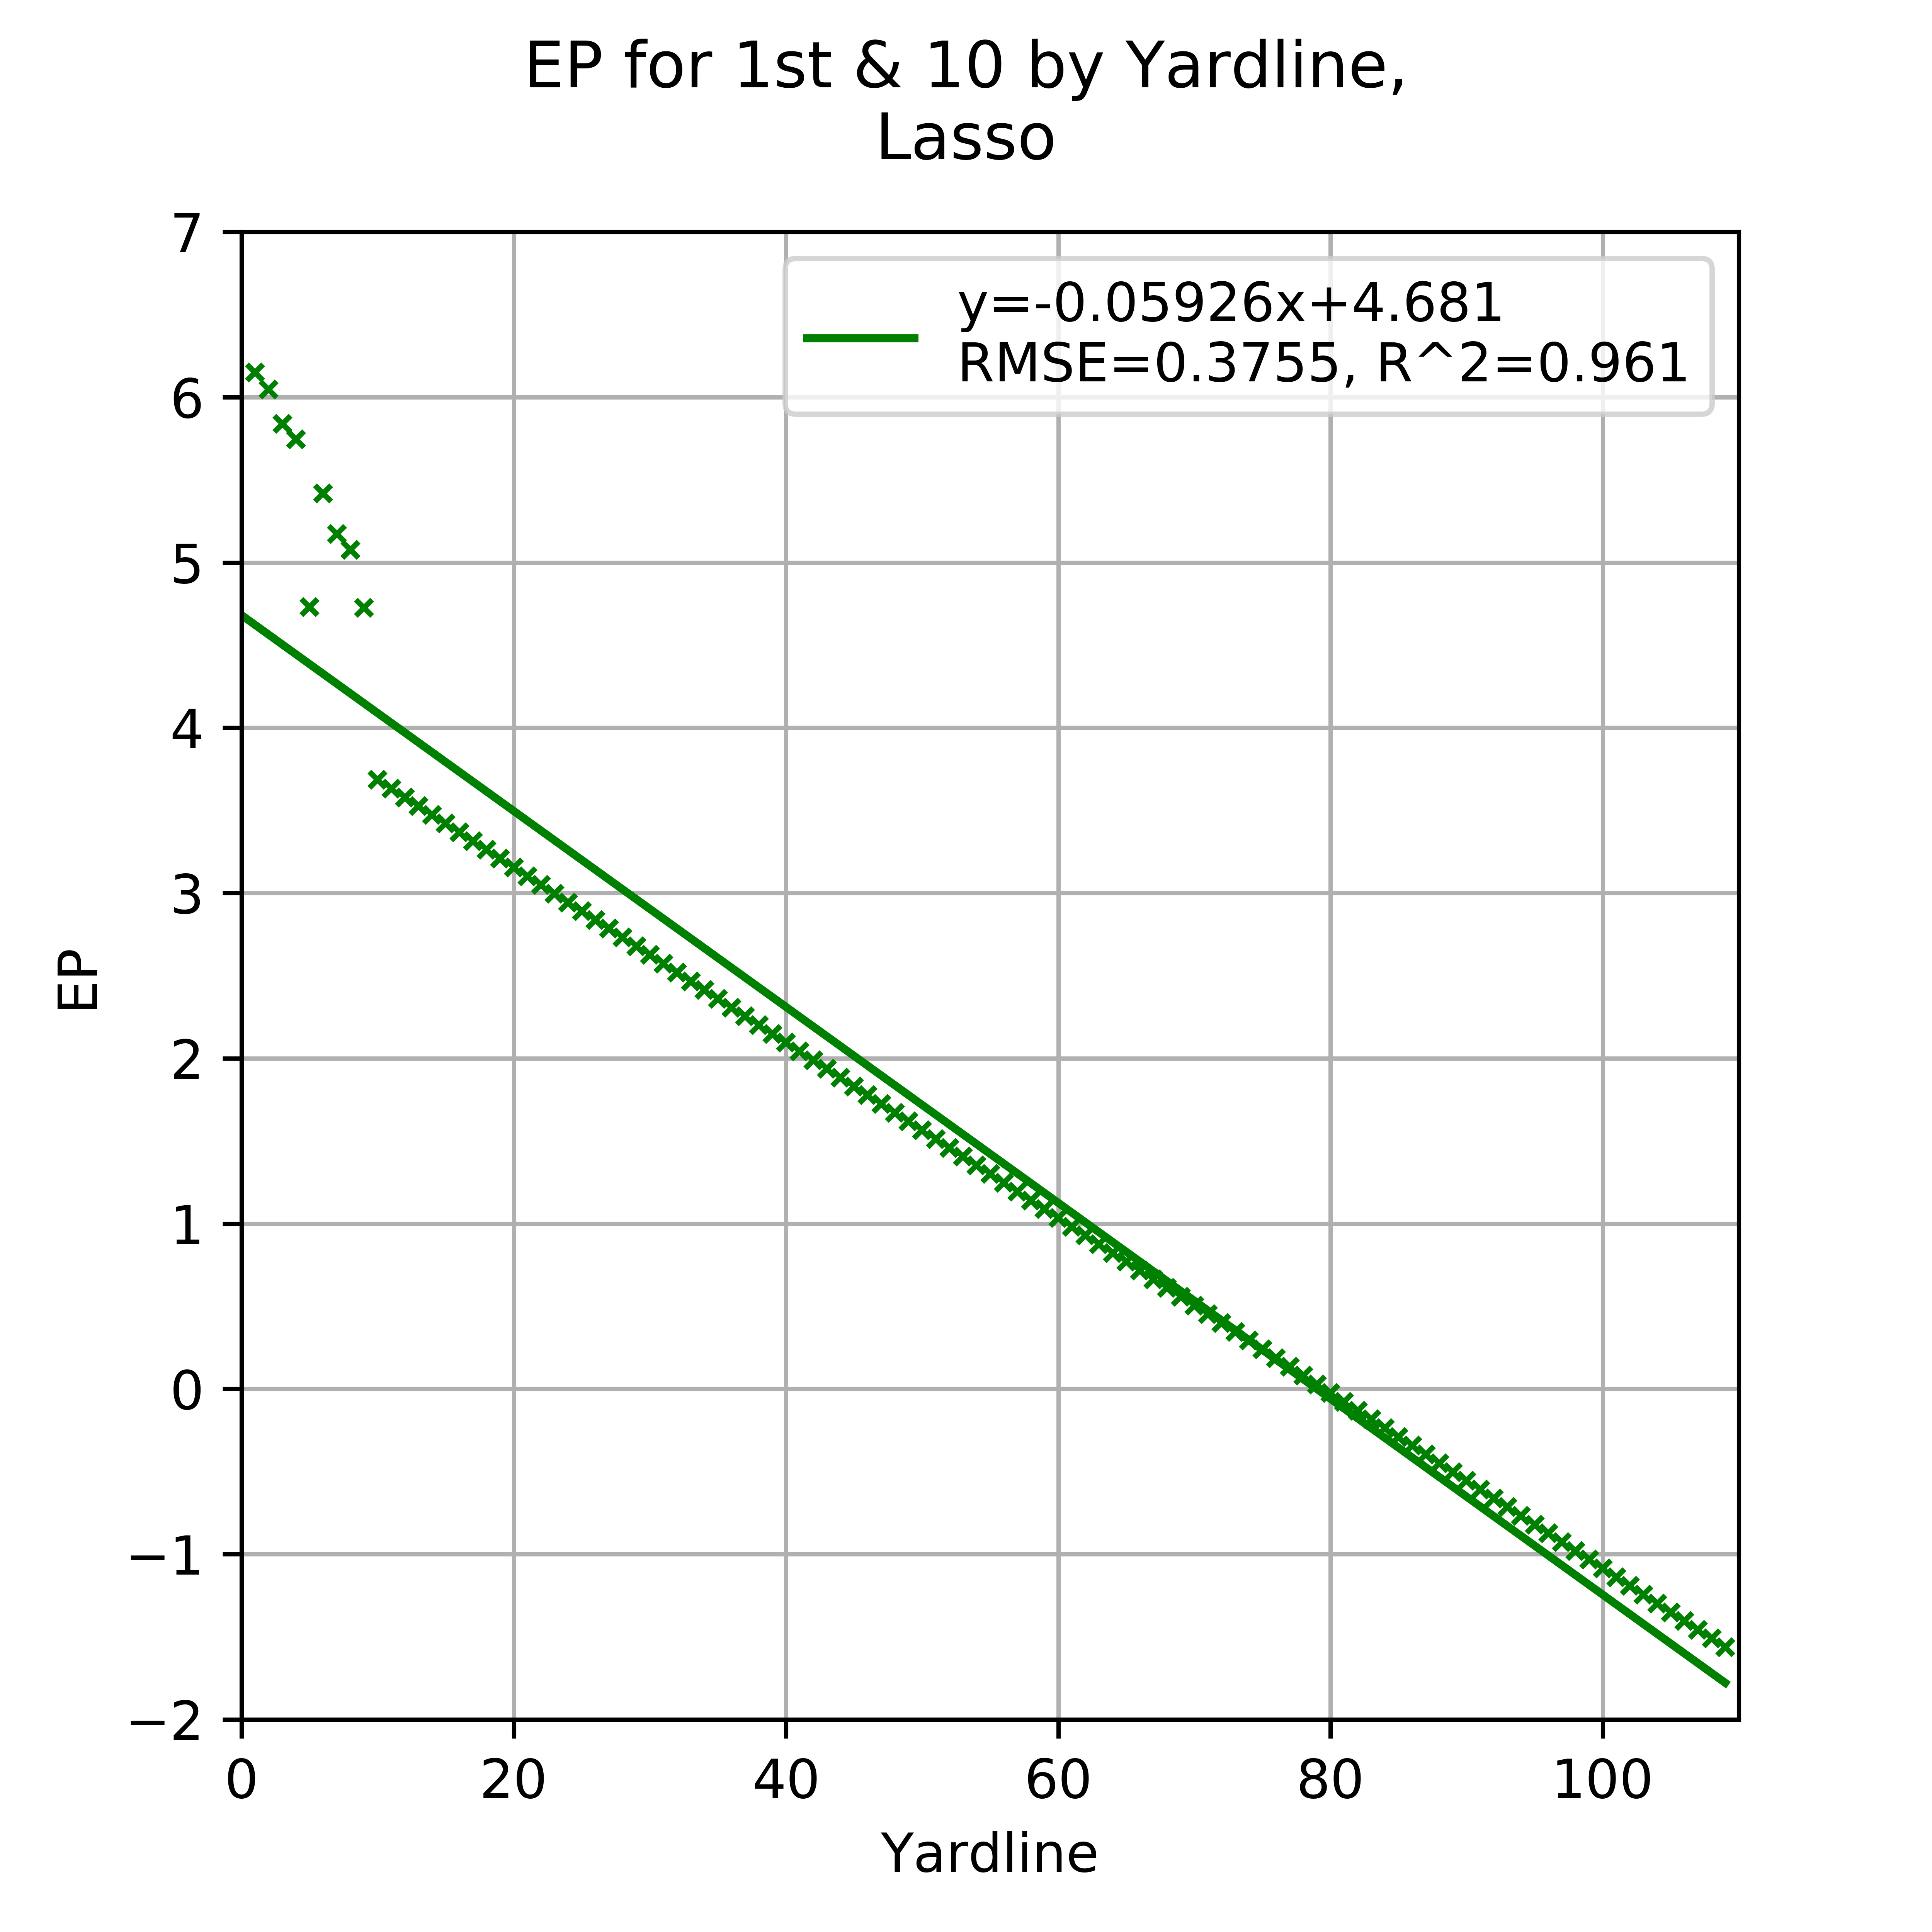 EP for 1st & 10 by Yardline,
Lasso
y=-0.05926x+4.681
RMSE=0.3755, R^2=0.961
7
6
5
4
3
2
1
0
−1
−2
EP
0 20 40 60 80 100
Yardline